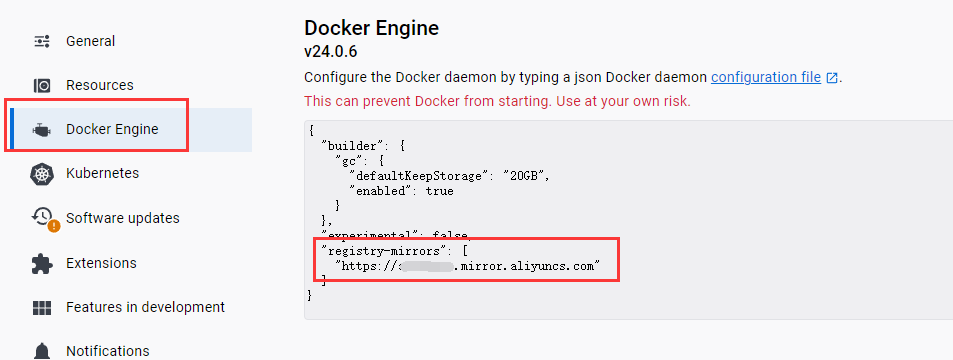 General
Resources
Docker Engine
Kubernetes
Software updates
Extensions
Features in development
Notifications
Docker Engine
v24.0.6
Configure the Docker daemon by typing a json Docker daemon configuration file.
This can prevent Docker from starting. Use at your own risk.
{
"builder": {
"gc": {
"defaultKeepStorage": "20GB",
"enabled": true
}
},
"experimental": false,
"registry-mirrors": [
"https://.mirror.aliyuncs.com"
]
}